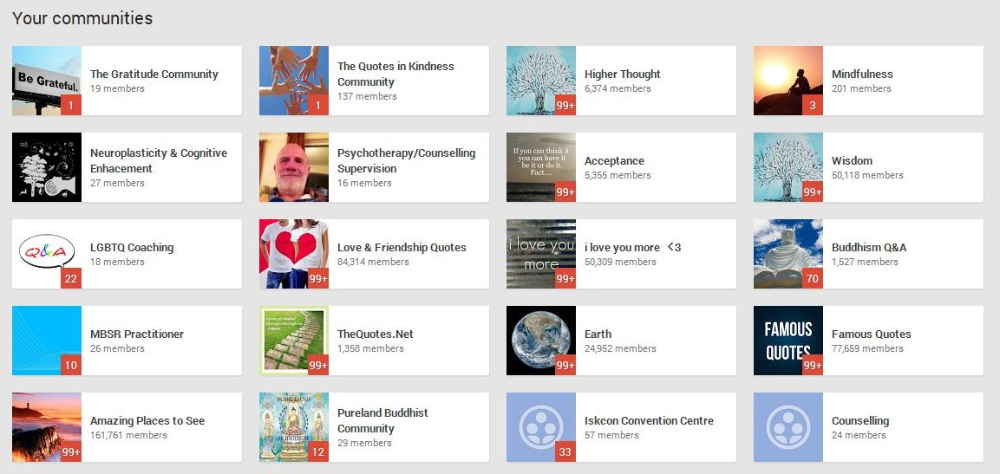 Your communities
Be Grateful.
1
The Gratitude Community
19 members
1
The Quotes in Kindness
Community
137 members
99+
Higher Thought
6,374 members
3
Mindfulness
201 members
Neuroplasticity & Cognitive
Enhacement
27 members
Psychotherapy/Counselling
Supervision
16 members
If you can think it
you can have it
be it or do it.
Fact....
99+
Acceptance
5,355 members
99+
Wisdom
50,118 members
Q&A
22
LGBTQ Coaching
18 members
99+
Love & Friendship Quotes
84,314 members
i love you
more
99+
i love you more <3
50,309 members
70
Buddhism Q&A
1,527 members
10
MBSR Practitioner
26 members
99+
TheQuotes.Net
1,358 members
99+
Earth
24,952 members
FAMOUS
QUOTES
99+
Famous Quotes
77,659 members
99+
Amazing Places to See
161,761 members
PURE LAND
BUDDHISM
12
Pureland Buddhist
Community
29 members
33
Iskcon Convention Centre
57 members
Counselling
24 members